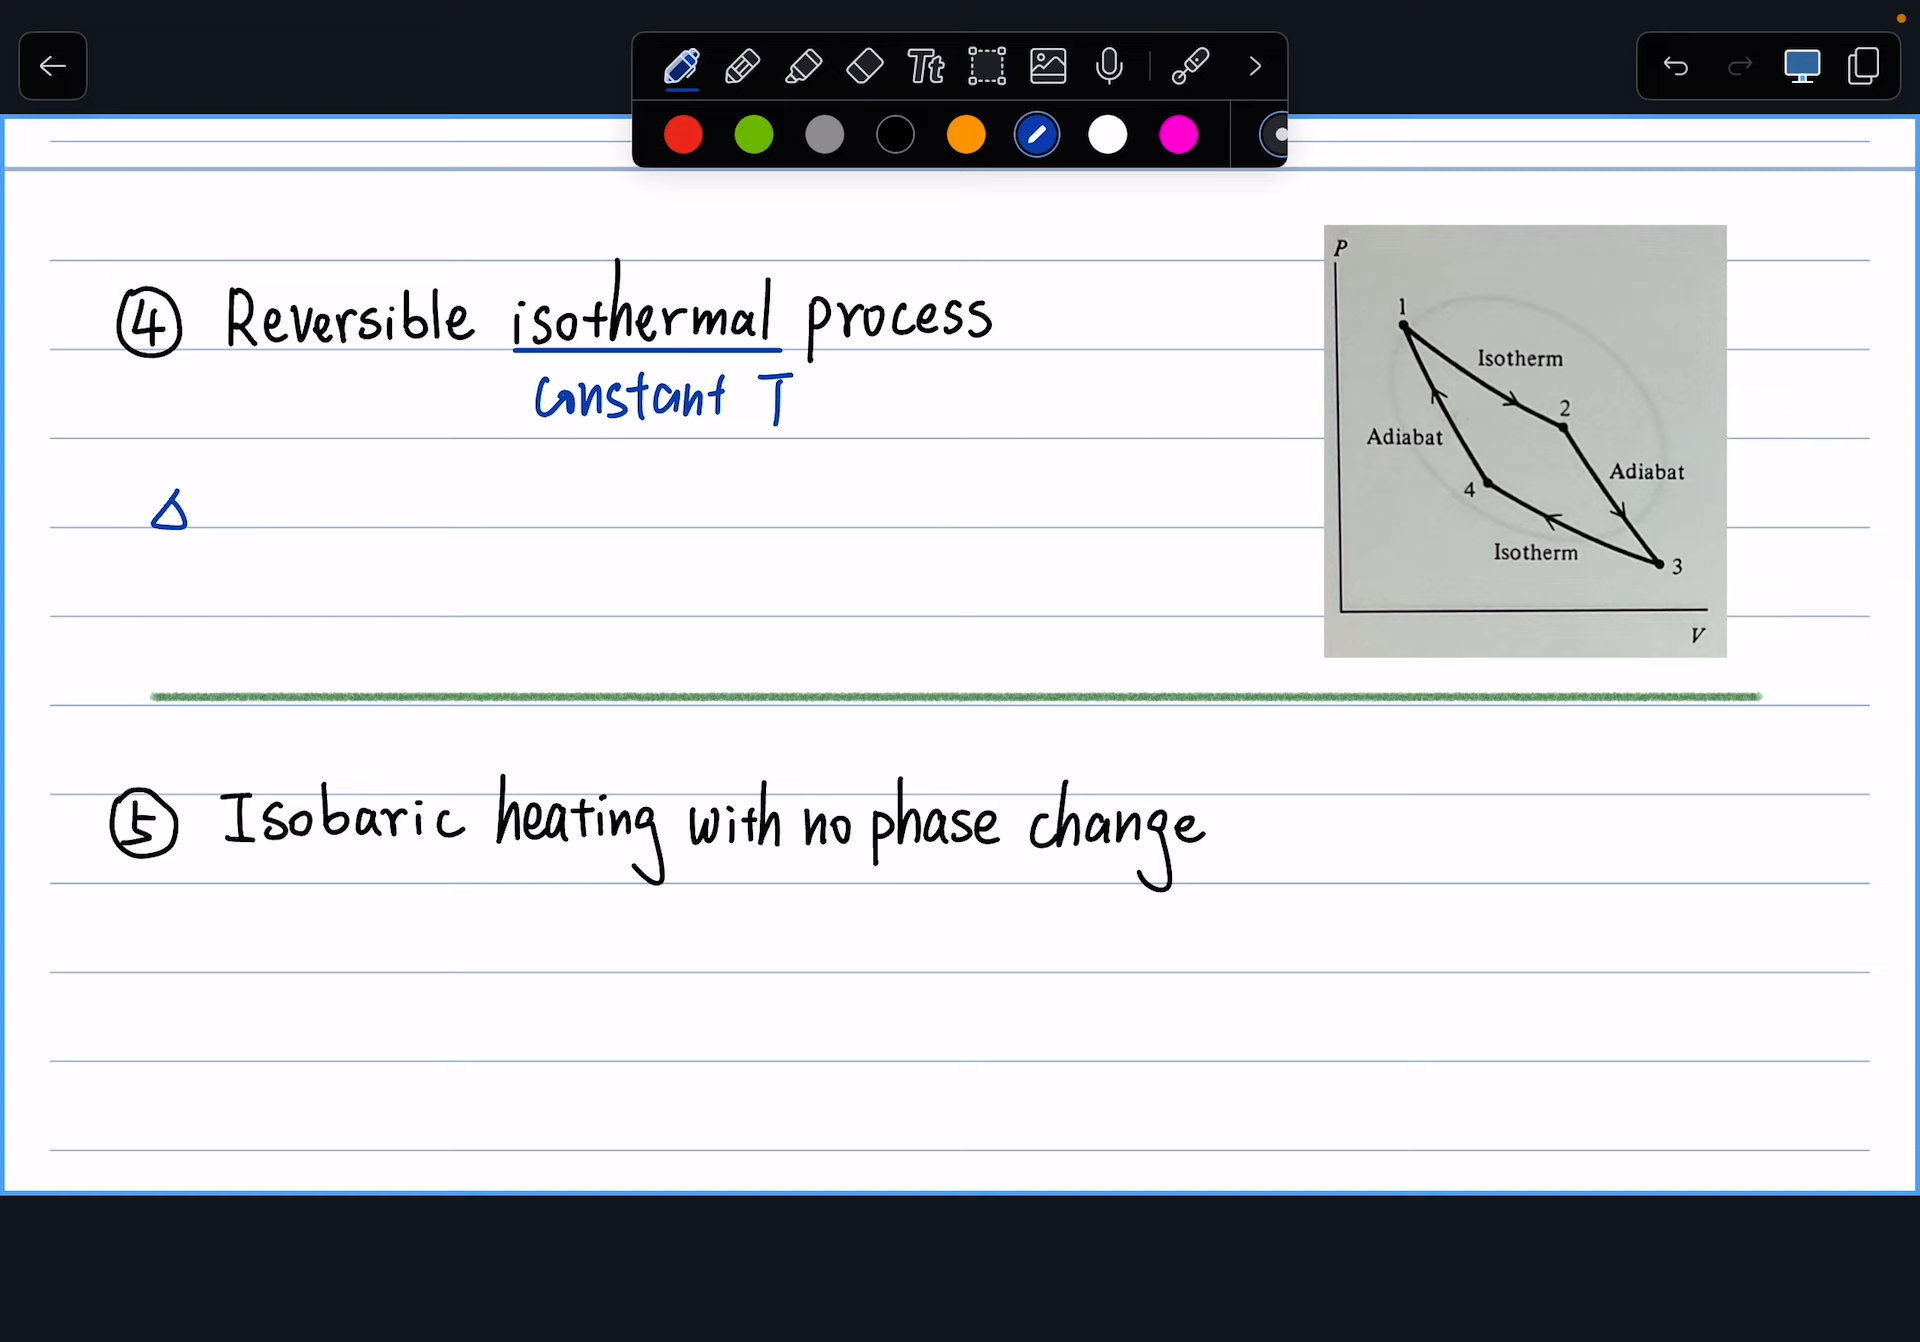 Tt
④ Reversible isothermal process
constant T
Δ
P
1
Isotherm
2
Adiabat
Adiabat
4
Isotherm
3
V
⑤ Isobaric heating with no phase change